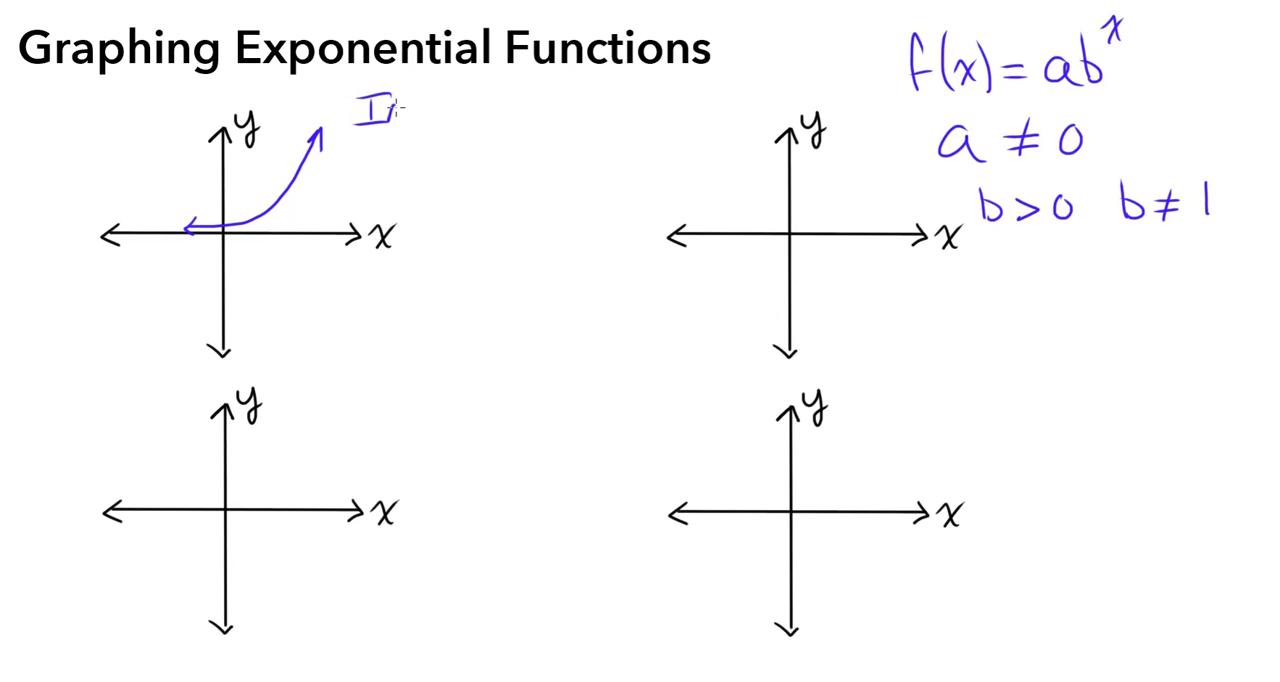 Graphing Exponential Functions
f(x) = ab^x
a ≠ 0
b > 0 b ≠ 1
y
x
y
x
y
x
y
x